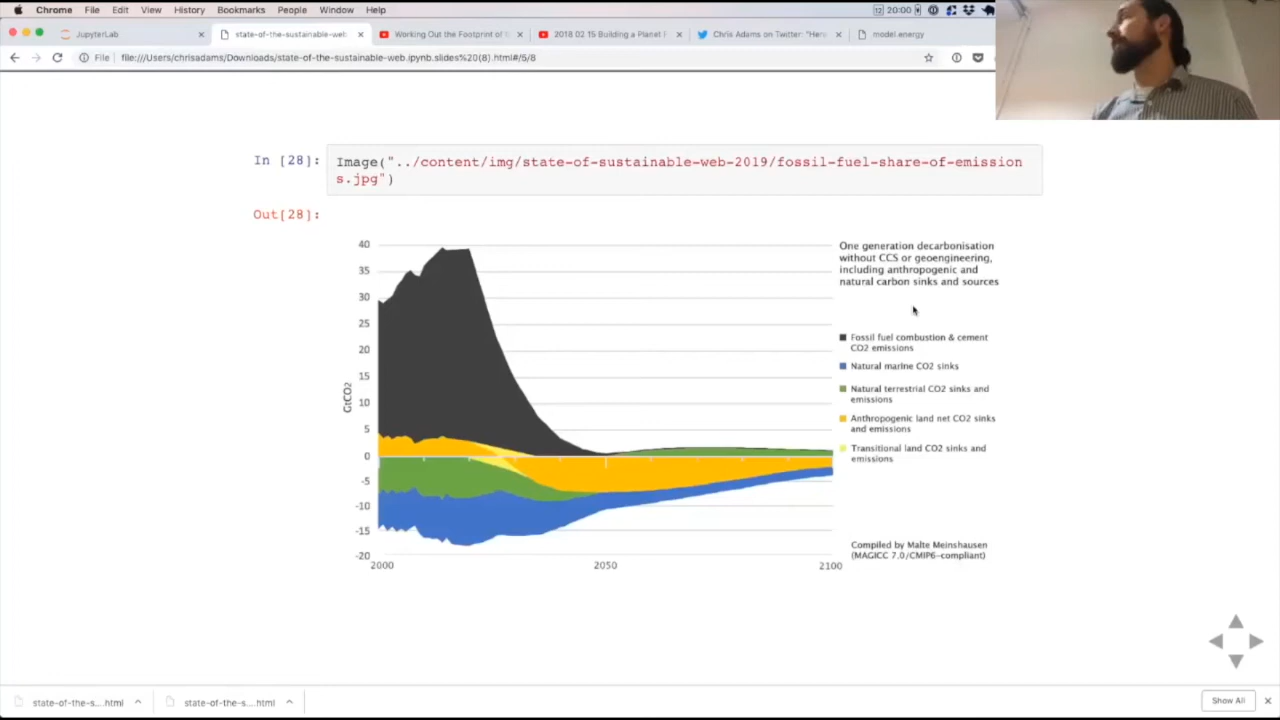 Chrome File Edit View History Bookmarks People Window Help
12 20:00
JupyterLab
state-of-the-sustainable-web
Working Out the Footprint of
2018 02 15 Building a Planet F
Chris Adams on Twitter: "Her
model.energy
File file:///Users/chrisadams/Downloads/state-of-the-sustainable-web.ipynb.slides%20(8).html#/5/8
In [28]:
Image("../content/img/state-of-sustainable-web-2019/fossil-fuel-share-of-emission
s.jpg")
Out[28]:
40
35
30
25
20
15
10
5
0
-5
-10
-15
-20
GtCO2
2000
2050
2100
One generation decarbonisation
without CCS or geoengineering,
including anthropogenic and
natural carbon sinks and sources
Fossil fuel combustion & cement
CO2 emissions
Natural marine CO2 sinks
Natural terrestrial CO2 sinks and
emissions
Anthropogenic land net CO2 sinks
and emissions
Transitional land CO2 sinks and
emissions
Compiled by Malte Meinshausen
(MAGICC 7.0/CMIP6-compliant)
state-of-the-s....html
state-of-the-s....html
Show All